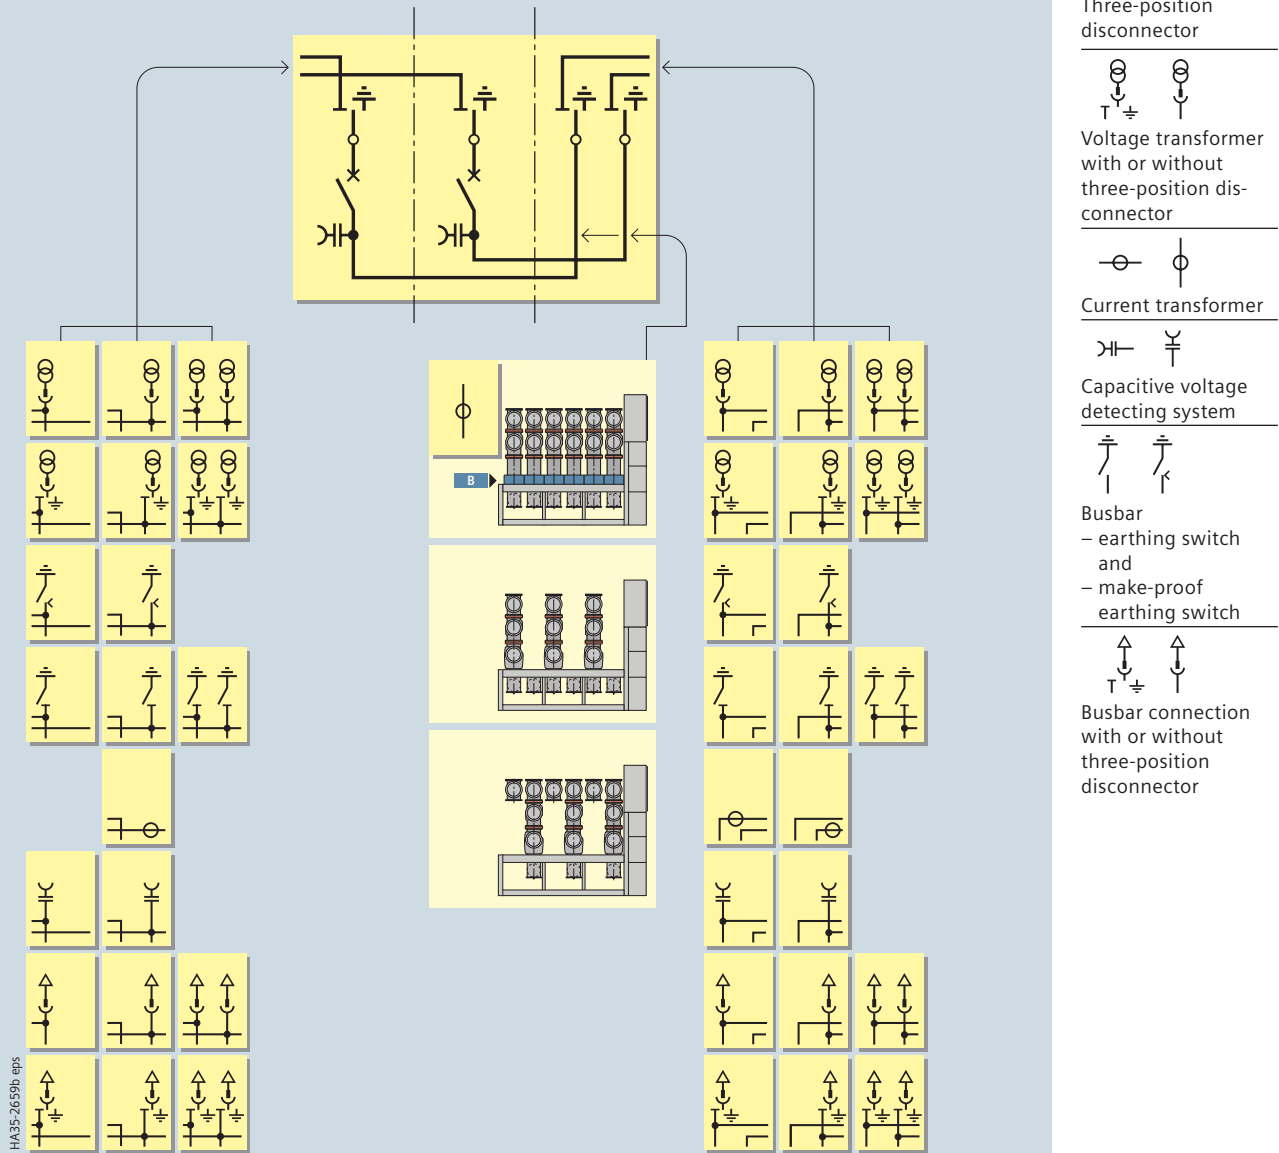 Three-position
disconnector
Voltage transformer
with or without
three-position dis-
connector
Current transformer
Capacitive voltage
detecting system
Busbar
– earthing switch
and
– make-proof
earthing switch
Busbar connection
with or without
three-position
disconnector
B
HA35-2659b eps